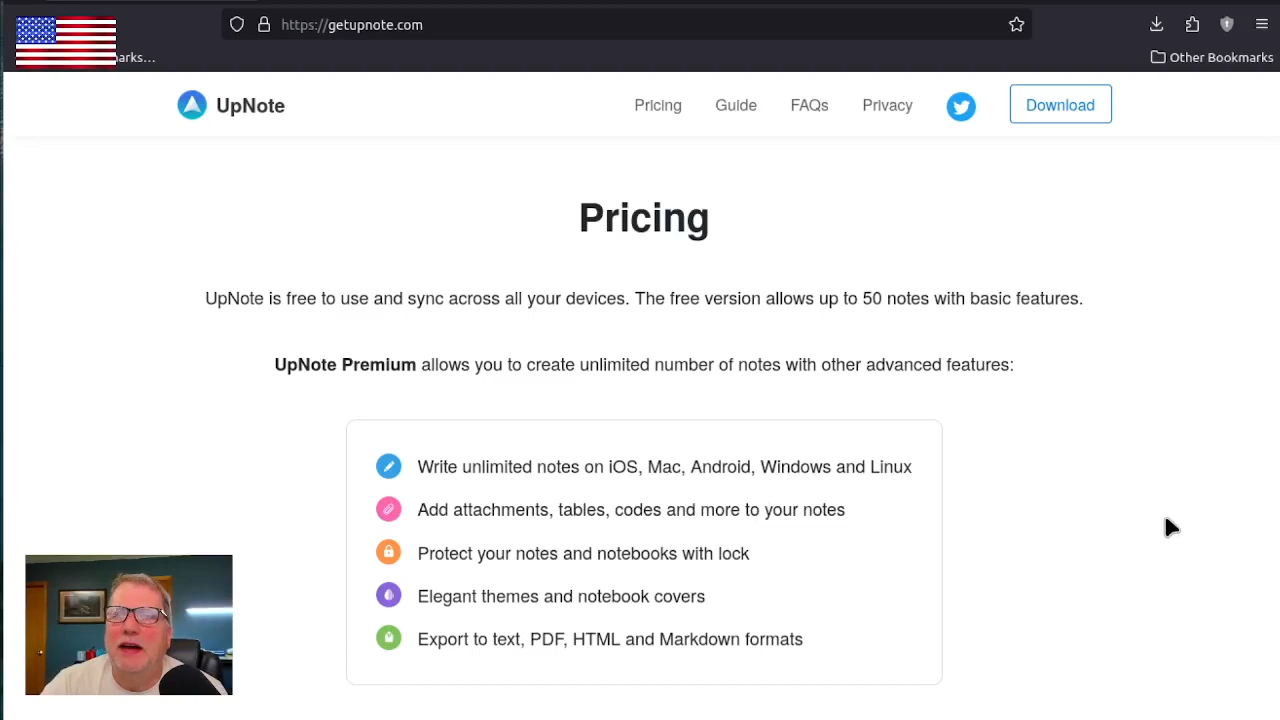 https://getupnote.com
arks…
Other Bookmarks
UpNote
Pricing
Guide
FAQs
Privacy
Download
Pricing
UpNote is free to use and sync across all your devices. The free version allows up to 50 notes with basic features.
UpNote Premium allows you to create unlimited number of notes with other advanced features:
Write unlimited notes on iOS, Mac, Android, Windows and Linux
Add attachments, tables, codes and more to your notes
Protect your notes and notebooks with lock
Elegant themes and notebook covers
Export to text, PDF, HTML and Markdown formats